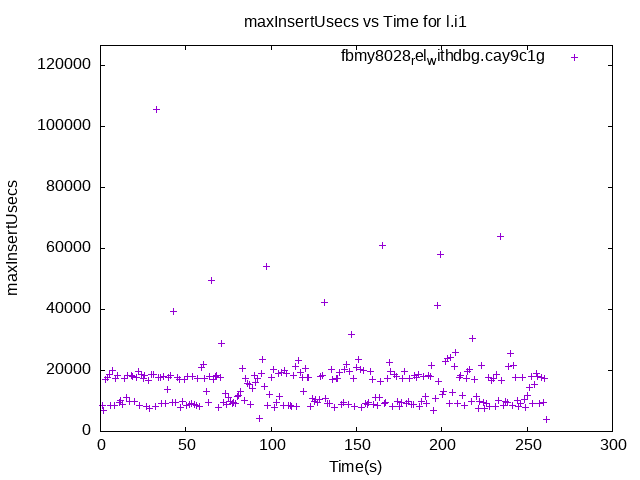 maxInsertUsecs vs Time for l.i1
fbmy8028relwithdbg.cay9c1g
120000
100000
80000
60000
40000
20000
0
maxInsertUsecs
0 50 100 150 200 250 300
Time(s)